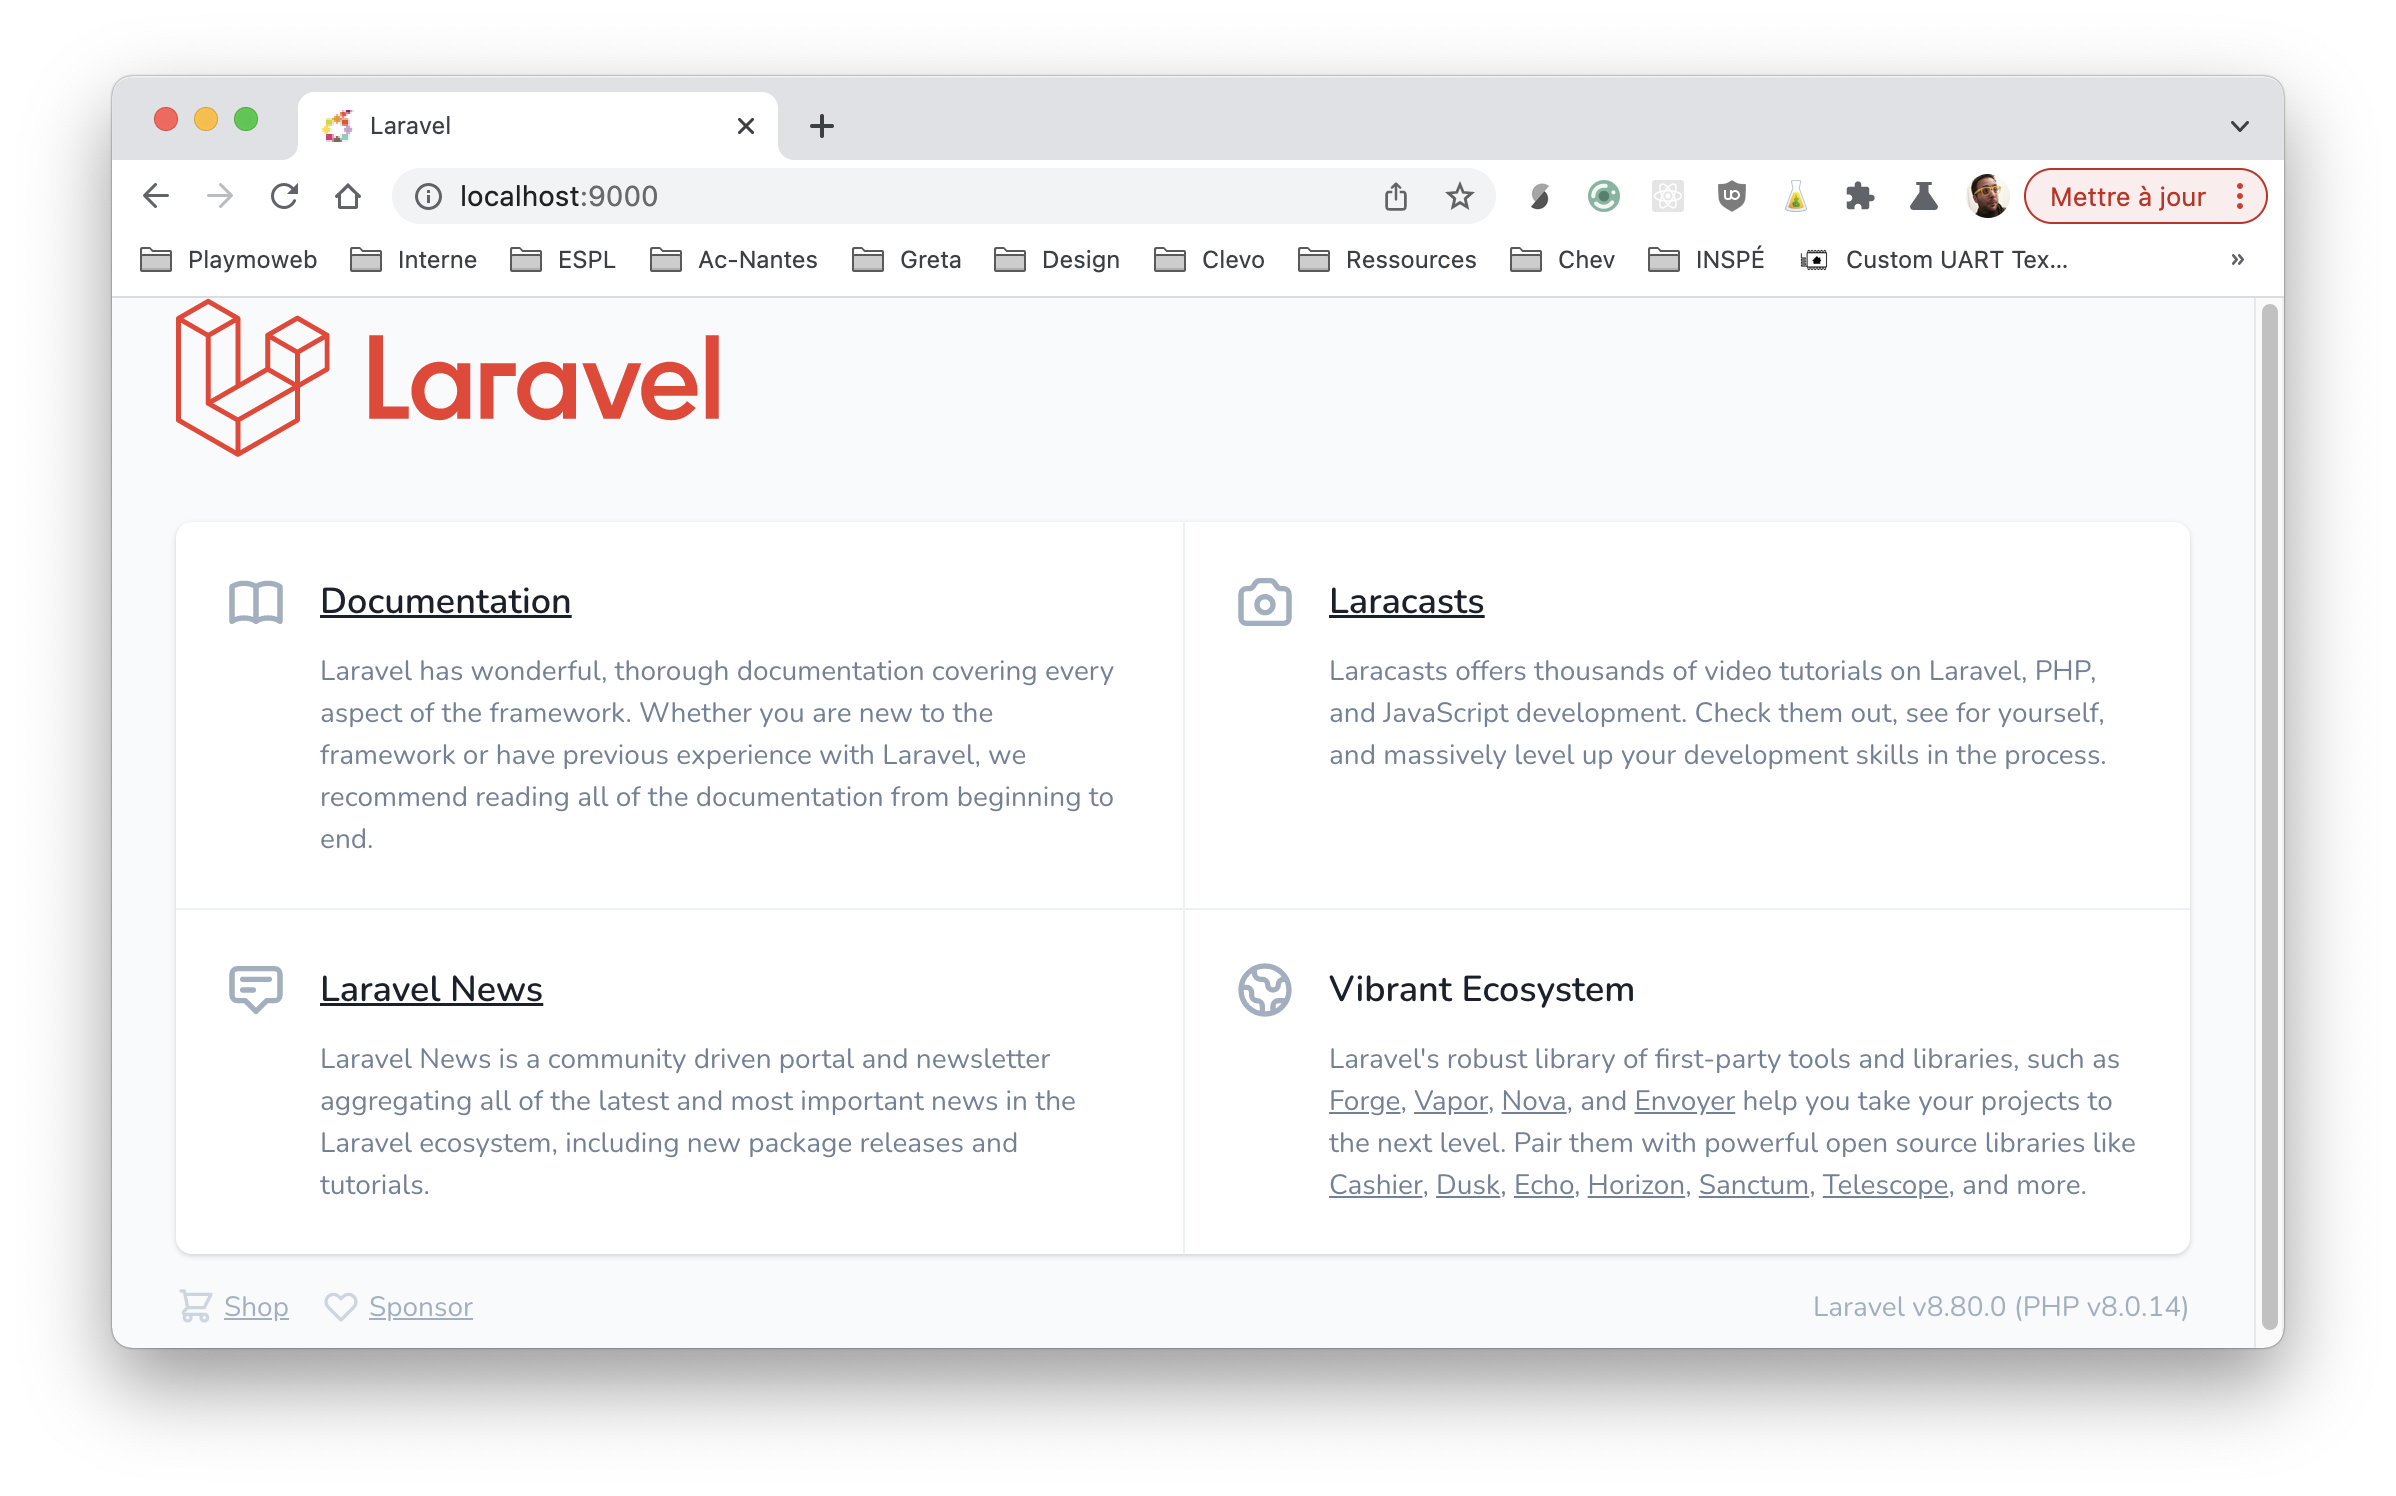 Laravel
localhost:9000
Mettre à jour
Playmoweb Interne ESPL Ac-Nantes Greta Design Clevo Ressources Chev INSPÉ Custom UART Tex... »
Laravel
Documentation
Laravel has wonderful, thorough documentation covering every
aspect of the framework. Whether you are new to the
framework or have previous experience with Laravel, we
recommend reading all of the documentation from beginning to
end.
Laracasts
Laracasts offers thousands of video tutorials on Laravel, PHP,
and JavaScript development. Check them out, see for yourself,
and massively level up your development skills in the process.
Laravel News
Laravel News is a community driven portal and newsletter
aggregating all of the latest and most important news in the
Laravel ecosystem, including new package releases and
tutorials.
Vibrant Ecosystem
Laravel's robust library of first-party tools and libraries, such as
Forge, Vapor, Nova, and Envoyer help you take your projects to
the next level. Pair them with powerful open source libraries like
Cashier, Dusk, Echo, Horizon, Sanctum, Telescope, and more.
Shop Sponsor
Laravel v8.80.0 (PHP v8.0.14)